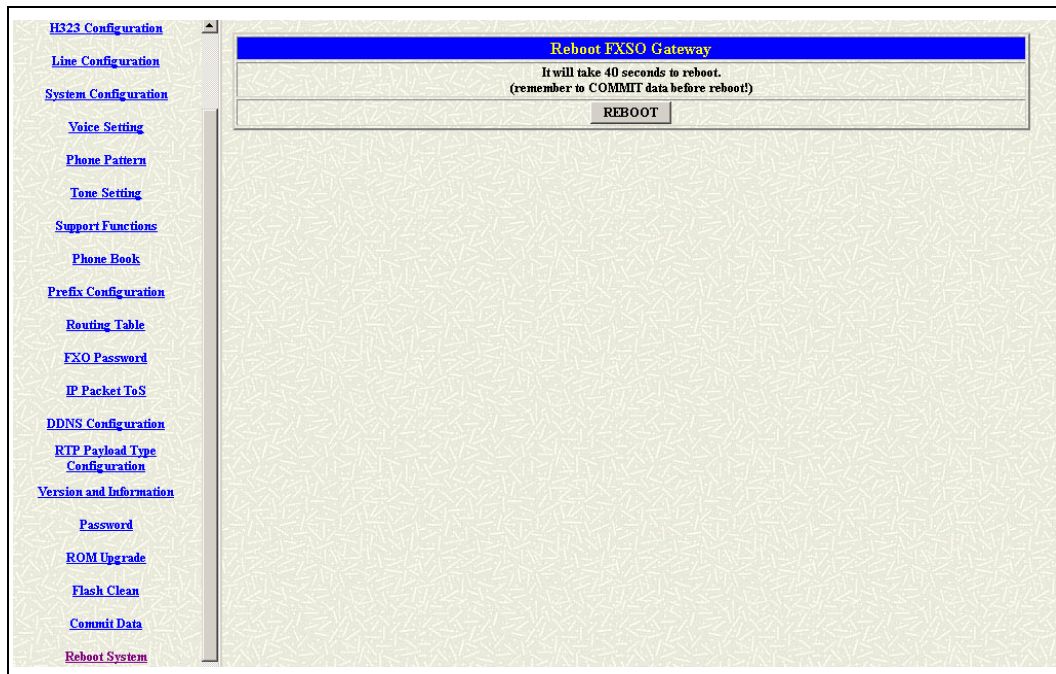 H323 Configuration
Line Configuration
System Configuration
Voice Setting
Phone Pattern
Tone Setting
Support Functions
Phone Book
Prefix Configuration
Routing Table
FXO Password
IP Packet ToS
DDNS Configuration
RTP Payload Type
Configuration
Version and Information
Password
ROM Upgrade
Flash Clean
Commit Data
Reboot System
Reboot FXSO Gateway
It will take 40 seconds to reboot.
(remember to COMMIT data before reboot!)
REBOOT